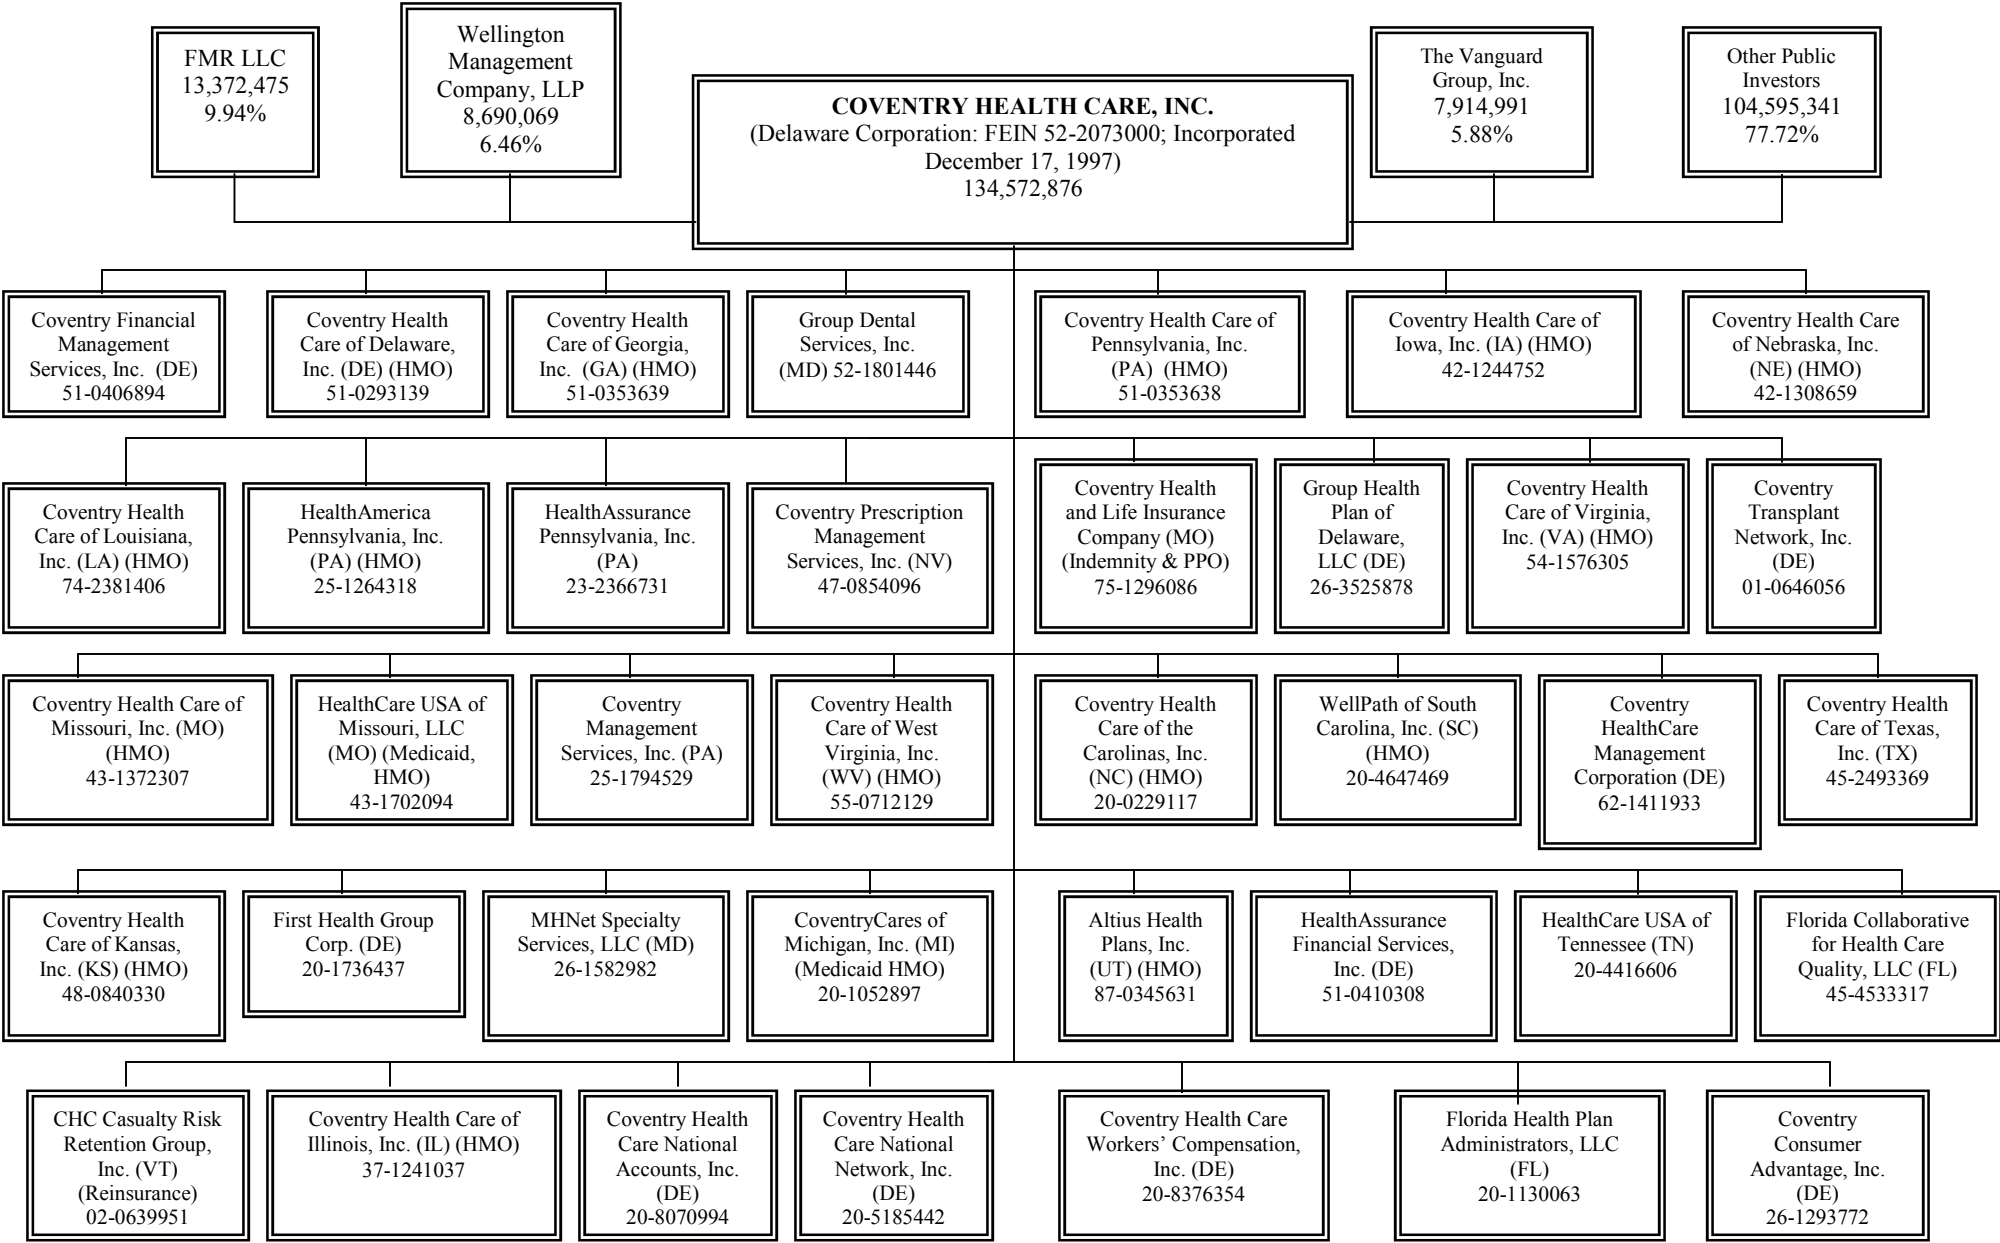 FMR LLC
13,372,475
9.94%
Wellington
Management
Company, LLP
8,690,069
6.46%
COVENTRY HEALTH CARE, INC.
(Delaware Corporation: FEIN 52-2073000; Incorporated
December 17, 1997)
134,572,876
The Vanguard
Group, Inc.
7,914,991
5.88%
Other Public
Investors
104,595,341
77.72%
Coventry Financial
Management
Services, Inc. (DE)
51-0406894
Coventry Health
Care of Delaware,
Inc. (DE) (HMO)
51-0293139
Coventry Health
Care of Georgia,
Inc. (GA) (HMO)
51-0353639
Group Dental
Services, Inc.
(MD) 52-1801446
Coventry Health Care of
Pennsylvania, Inc.
(PA) (HMO)
51-0353638
Coventry Health Care of
Iowa, Inc. (IA) (HMO)
42-1244752
Coventry Health Care
of Nebraska, Inc.
(NE) (HMO)
42-1308659
Coventry Health
Care of Louisiana,
Inc. (LA) (HMO)
74-2381406
HealthAmerica
Pennsylvania, Inc.
(PA) (HMO)
25-1264318
HealthAssurance
Pennsylvania, Inc.
(PA)
23-2366731
Coventry Prescription
Management
Services, Inc. (NV)
47-0854096
Coventry Health
and Life Insurance
Company (MO)
(Indemnity & PPO)
75-1296086
Group Health
Plan of
Delaware,
LLC (DE)
26-3525878
Coventry Health
Care of Virginia,
Inc. (VA) (HMO)
54-1576305
Coventry
Transplant
Network, Inc.
(DE)
01-0646056
Coventry Health Care of
Missouri, Inc. (MO)
(HMO)
43-1372307
HealthCare USA of
Missouri, LLC
(MO) (Medicaid,
HMO)
43-1702094
Coventry
Management
Services, Inc. (PA)
25-1794529
Coventry Health
Care of West
Virginia, Inc.
(WV) (HMO)
55-0712129
Coventry Health
Care of the
Carolinas, Inc.
(NC) (HMO)
20-0229117
WellPath of South
Carolina, Inc. (SC)
(HMO)
20-4647469
Coventry
HealthCare
Management
Corporation (DE)
62-1411933
Coventry Health
Care of Texas,
Inc. (TX)
45-2493369
Coventry Health
Care of Kansas,
Inc. (KS) (HMO)
48-0840330
First Health Group
Corp. (DE)
20-1736437
MHNet Specialty
Services, LLC (MD)
26-1582982
CoventryCares of
Michigan, Inc. (MI)
(Medicaid HMO)
20-1052897
Altius Health
Plans, Inc.
(UT) (HMO)
87-0345631
HealthAssurance
Financial Services,
Inc. (DE)
51-0410308
HealthCare USA of
Tennessee (TN)
20-4416606
Florida Collaborative
for Health Care
Quality, LLC (FL)
45-4533317
CHC Casualty Risk
Retention Group,
Inc. (VT)
(Reinsurance)
02-0639951
Coventry Health Care of
Illinois, Inc. (IL) (HMO)
37-1241037
Coventry Health
Care National
Accounts, Inc.
(DE)
20-8070994
Coventry Health
Care National
Network, Inc.
(DE)
20-5185442
Coventry Health Care
Workers’ Compensation,
Inc. (DE)
20-8376354
Florida Health Plan
Administrators, LLC
(FL)
20-1130063
Coventry
Consumer
Advantage, Inc.
(DE)
26-1293772